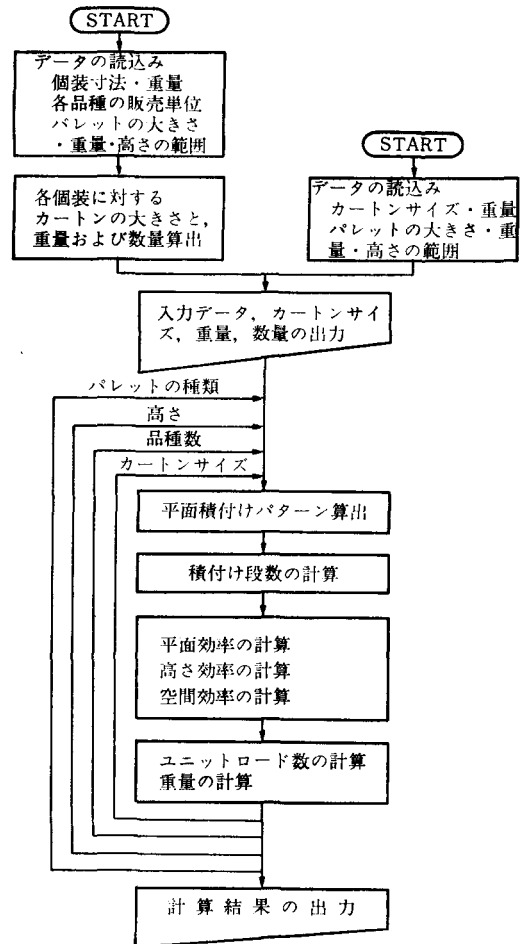 START
データの読込み
個装寸法・重量
各品種の販売単位
パレットの大きさ
・重量・高さの範囲
各個装に対する
カートンの大きさと,
重量および数量算出
START
データの読込み
カートンサイズ・重量
パレットの大きさ・重
量・高さの範囲
入力データ, カートンサイ
ズ, 重量, 数量の出力
パレットの種類
高さ
品種数
カートンサイズ
平面積付けパターン算出
積付け段数の計算
平面効率の計算
高さ効率の計算
空間効率の計算
ユニットロード数の計算
重量の計算
計算結果の出力